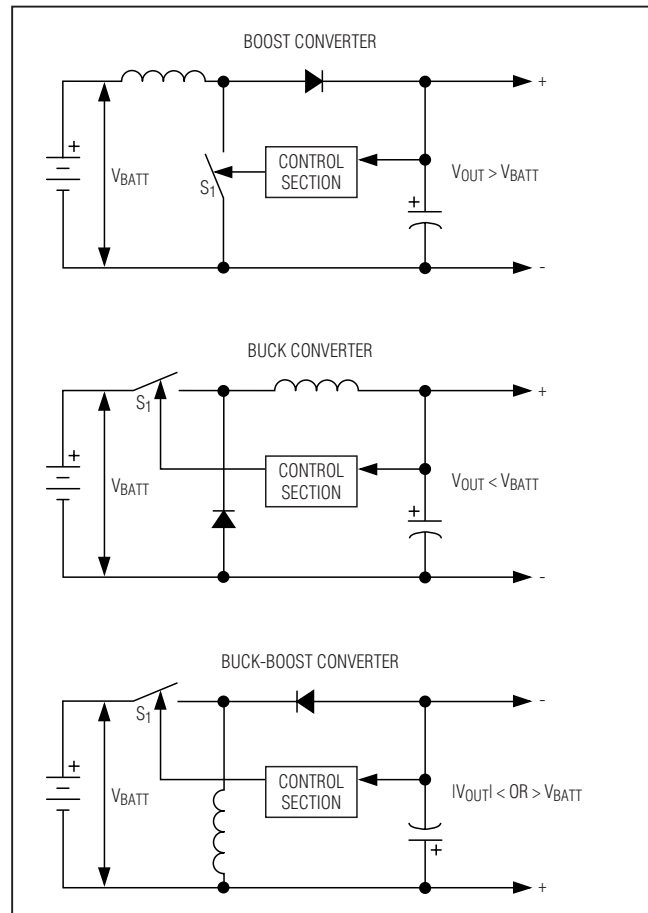 BOOST CONVERTER
+
+
VBATT
S1
CONTROL
SECTION
VOUT > VBATT
+
-
BUCK CONVERTER
+
S1
+
VBATT
CONTROL
SECTION
VOUT < VBATT
+
-
BUCK-BOOST CONVERTER
-
S1
+
VBATT
CONTROL
SECTION
|VOUT| < OR > VBATT
+
+